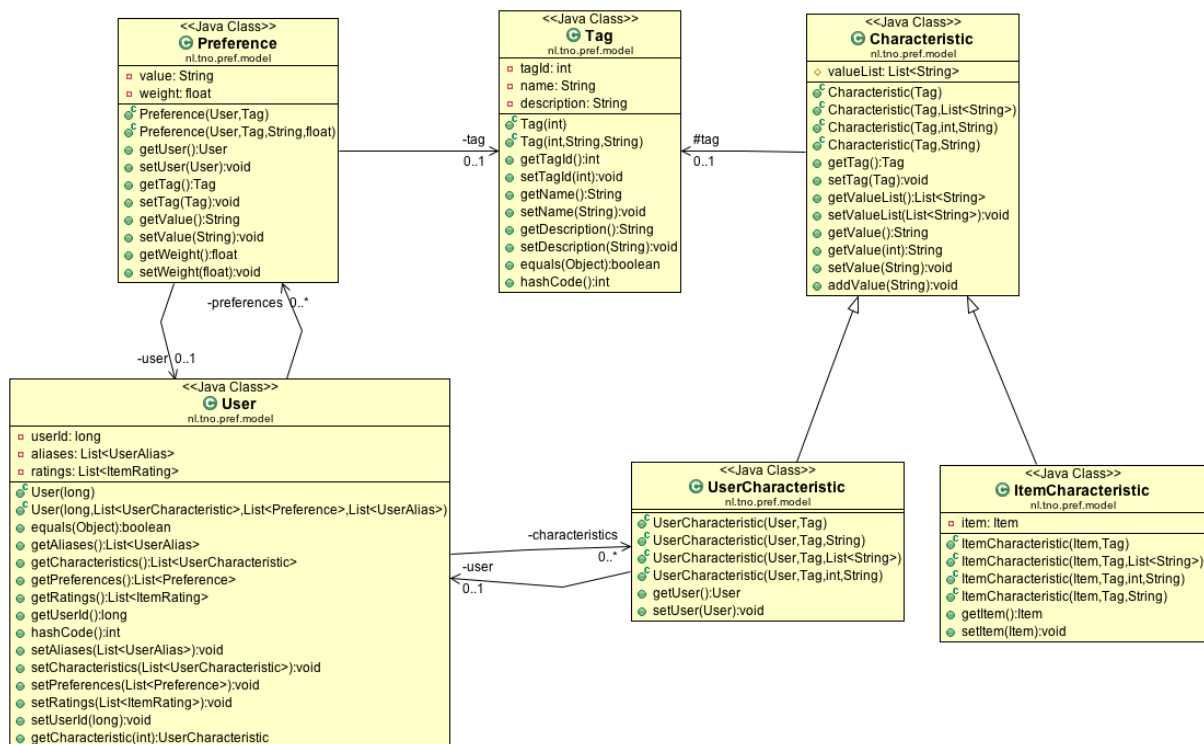 <<Java Class>>
Preference
nl.tno.pref.model
value: String
weight: float
Preference(User,Tag)
Preference(User,Tag,String,float)
getUser():User
setUser(User):void
getTag():Tag
setTag(Tag):void
getValue():String
setValue(String):void
getWeight():float
setWeight(float):void
-tag
0..1
<<Java Class>>
Tag
nl.tno.pref.model
tagId: int
name: String
description: String
Tag(int)
Tag(int,String,String)
getTagId():int
setTagId(int):void
getName():String
setName(String):void
getDescription():String
setDescription(String):void
equals(Object):boolean
hashCode():int
#tag
0..1
<<Java Class>>
Characteristic
nl.tno.pref.model
valueList: List<String>
Characteristic(Tag)
Characteristic(Tag,List<String>)
Characteristic(Tag,int,String)
Characteristic(Tag,String)
getTag():Tag
setTag(Tag):void
getValueList():List<String>
setValueList(List<String>):void
getValue():String
getValue(int):String
setValue(String):void
addValue(String):void
-preferences 0..*
-user 0..1
<<Java Class>>
User
nl.tno.pref.model
userId: long
aliases: List<UserAlias>
ratings: List<ItemRating>
User(long)
User(long,List<UserCharacteristic>,List<Preference>,List<UserAlias>)
equals(Object):boolean
getAliases():List<UserAlias>
getCharacteristics():List<UserCharacteristic>
getPreferences():List<Preference>
getRatings():List<ItemRating>
getUserId():long
hashCode():int
setAliases(List<UserAlias>):void
setCharacteristics(List<UserCharacteristic>):void
setPreferences(List<Preference>):void
setRatings(List<ItemRating>):void
setUserId(long):void
getCharacteristic(int):UserCharacteristic
-characteristics
0..*
-user
0..1
<<Java Class>>
UserCharacteristic
nl.tno.pref.model
UserCharacteristic(User,Tag)
UserCharacteristic(User,Tag,String)
UserCharacteristic(User,Tag,List<String>)
UserCharacteristic(User,Tag,int,String)
getUser():User
setUser(User):void
<<Java Class>>
ItemCharacteristic
nl.tno.pref.model
item: Item
ItemCharacteristic(Item,Tag)
ItemCharacteristic(Item,Tag,List<String>)
ItemCharacteristic(Item,Tag,int,String)
ItemCharacteristic(Item,Tag,String)
getItem():Item
setItem(Item):void